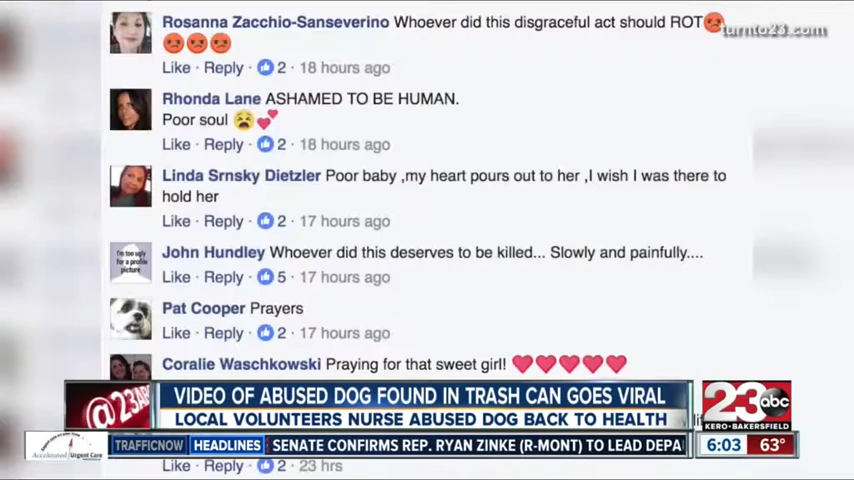 turnto23.com
Rosanna Zacchio-Sanseverino Whoever did this disgraceful act should ROT😡
😡😡😡
Like · Reply · 2 · 18 hours ago
Rhonda Lane ASHAMED TO BE HUMAN.
Poor soul 😫💕
Like · Reply · 2 · 18 hours ago
Linda Srnsky Dietzler Poor baby ,my heart pours out to her ,I wish I was there to
hold her
Like · Reply · 2 · 17 hours ago
I'm too ugly
for a profile
picture
John Hundley Whoever did this deserves to be killed... Slowly and painfully....
Like · Reply · 5 · 17 hours ago
Pat Cooper Prayers
Like · Reply · 2 · 17 hours ago
Coralie Waschkowski Praying for that sweet girl! ❤❤❤❤❤
@23AB
VIDEO OF ABUSED DOG FOUND IN TRASH CAN GOES VIRAL
LOCAL VOLUNTEERS NURSE ABUSED DOG BACK TO HEALTH
23 abc
KERO-BAKERSFIELD
Accelerated Urgent Care
TRAFFICNOW HEADLINES SENATE CONFIRMS REP. RYAN ZINKE (R-MONT) TO LEAD DEPA
6:03 63°
Like · Reply · 2 · 23 hrs